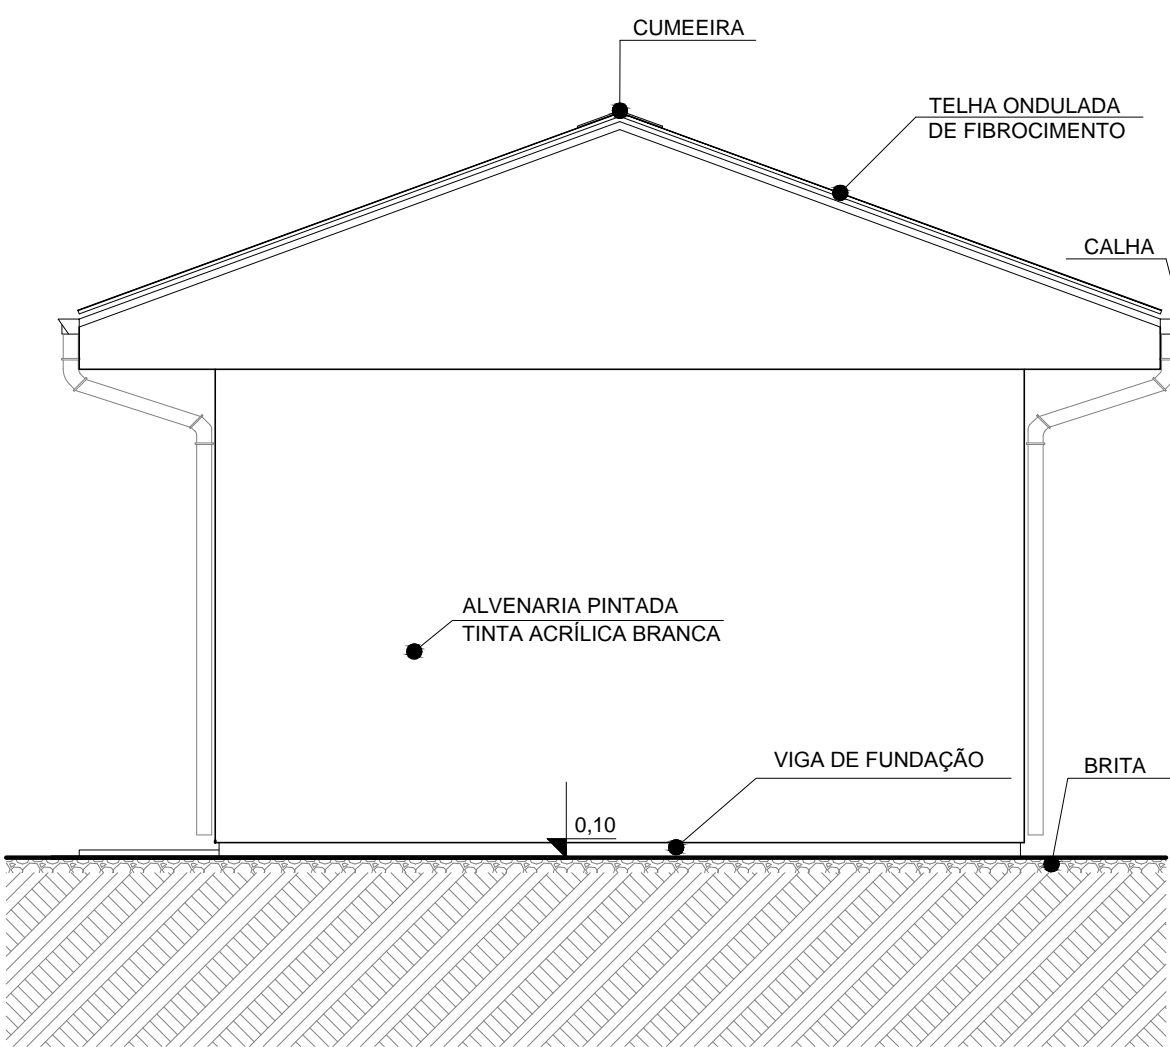 CUMEEIRA
TELHA ONDULADA
DE FIBROCIMENTO
CALHA
ALVENARIA PINTADA
TINTA ACRÍLICA BRANCA
VIGA DE FUNDAÇÃO
BRITA
0,10